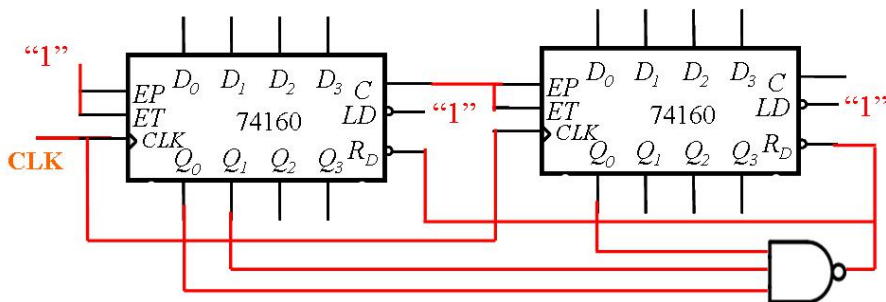 “1”
D0 D1 D2 D3
EP
ET
CLK
C
LD
“1”
74160
RD
Q0 Q1 Q2 Q3
CLK
D0 D1 D2 D3
EP
ET
CLK
C
LD
“1”
74160
RD
Q0 Q1 Q2 Q3